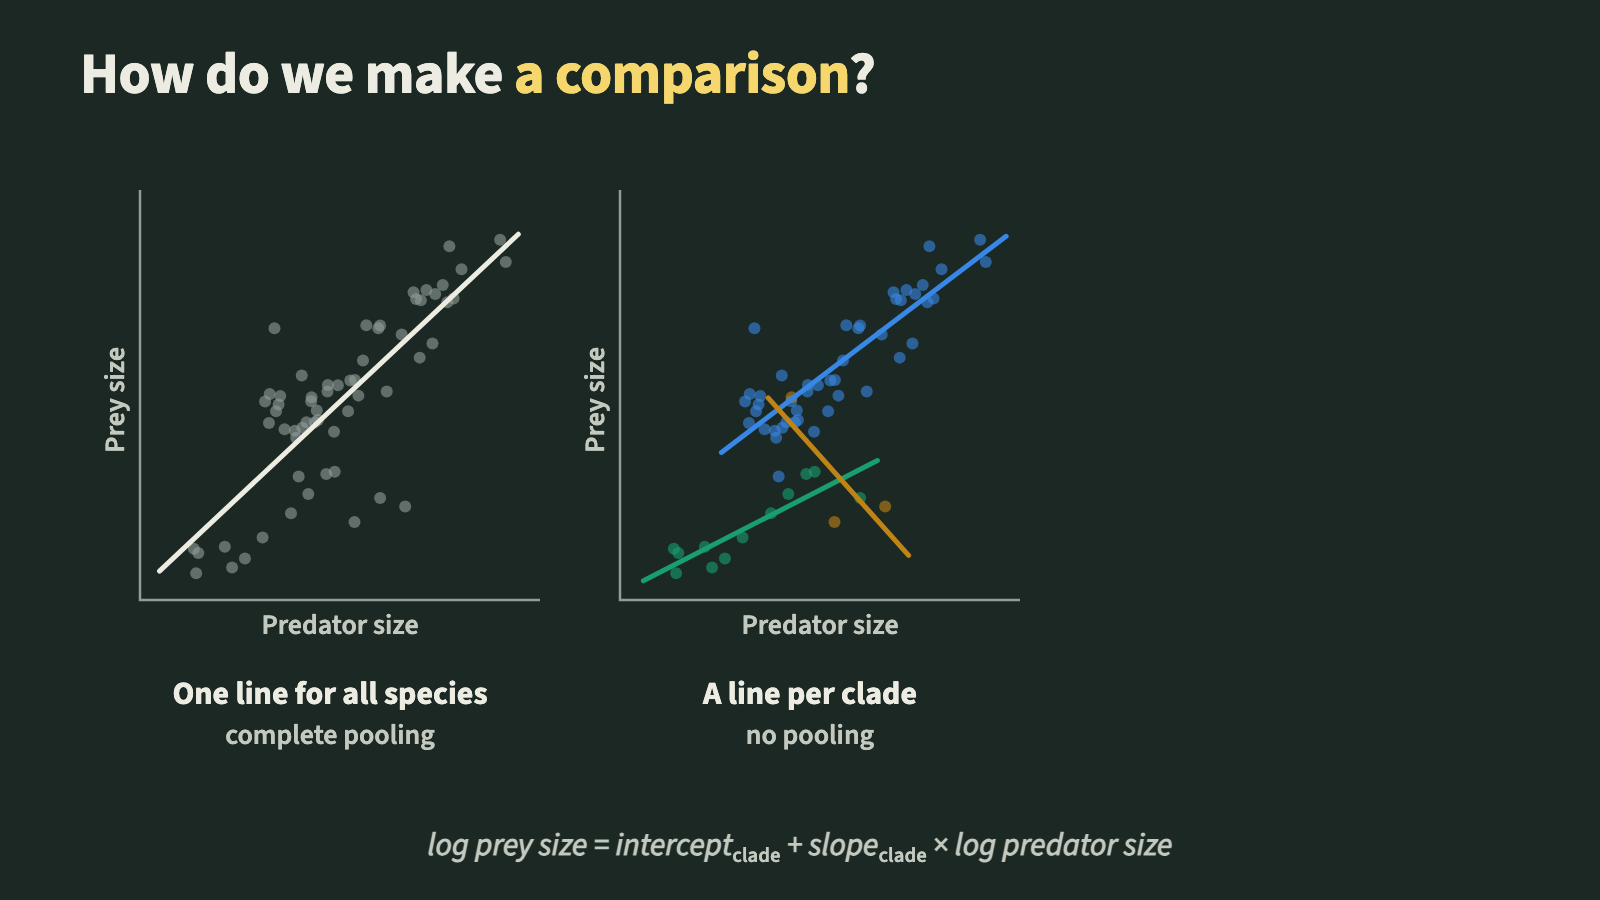 How do we make a comparison?
Prey size
Predator size
One line for all species
complete pooling
Prey size
Predator size
A line per clade
no pooling
log prey size = intercept_clade + slope_clade × log predator size